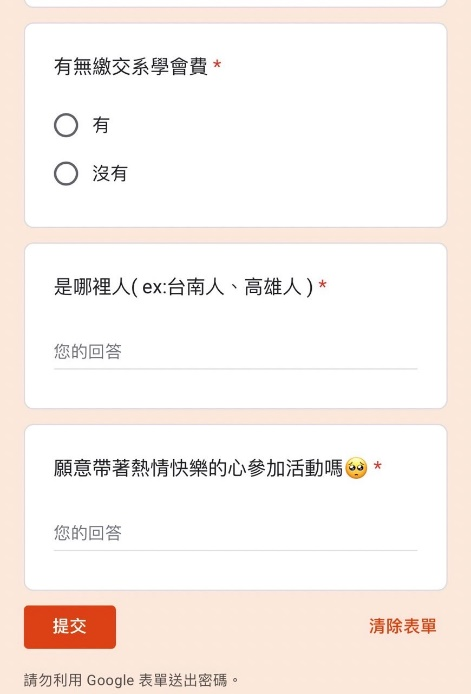 有無繳交系學會費 *
有
沒有
是哪裡人( ex:台南人、高雄人 ) *
您的回答
願意帶著熱情快樂的心參加活動嗎🥺 *
您的回答
提交
清除表單
請勿利用 Google 表單送出密碼。